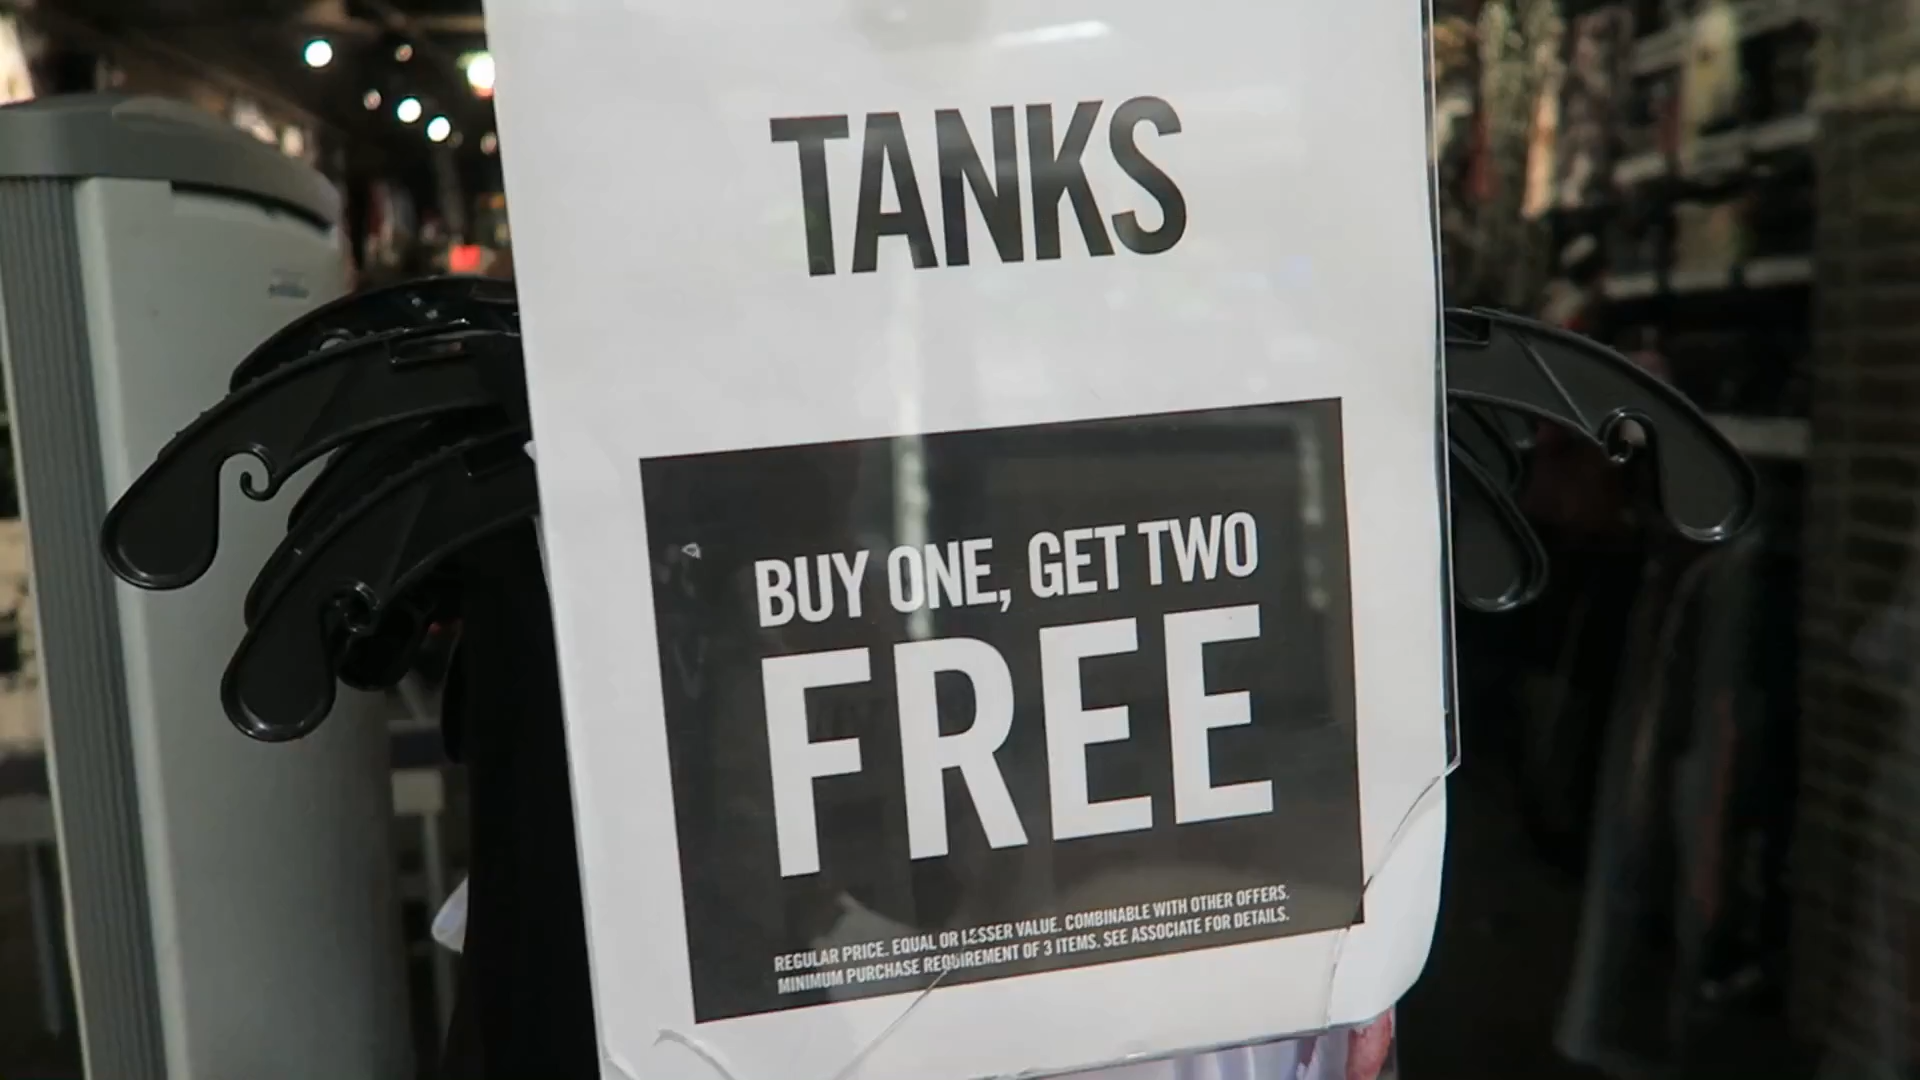 TANKS
BUY ONE, GET TWO
FREE
REGULAR PRICE. EQUAL OR LESSER VALUE. COMBINABLE WITH OTHER OFFERS.
MINIMUM PURCHASE REQUIREMENT OF 3 ITEMS. SEE ASSOCIATE FOR DETAILS.